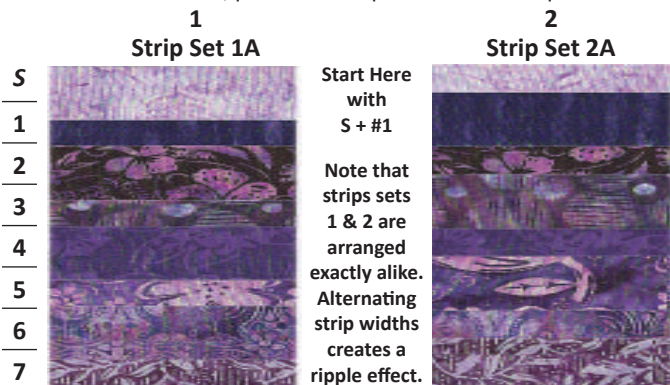 1
Strip Set 1A
2
Strip Set 2A
S
1
2
3
4
5
6
7
Start Here
with
S + #1
Note that
strips sets
1 & 2 are
arranged
exactly alike.
Alternating
strip widths
creates a
ripple effect.